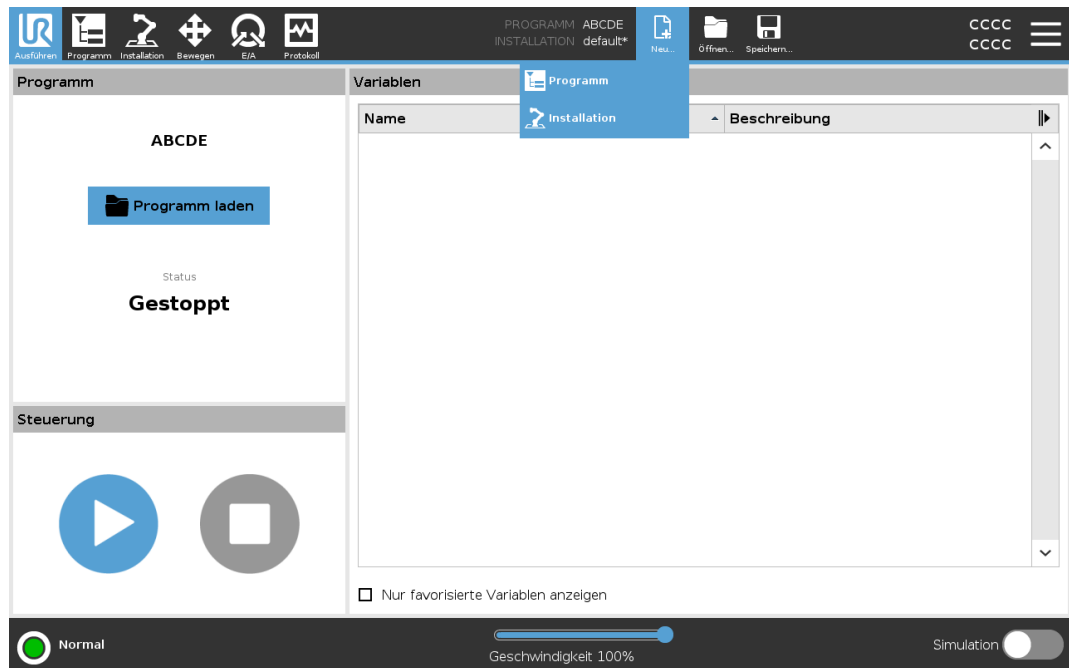 PROGRAMM ABCDE
INSTALLATION default*
CCCC
CCCC
Ausführen Programm Installation Bewegen E/A Protokoll
Neu... Öffnen... Speichern...
Programm
Installation
Programm
ABCDE
Programm laden
Status
Gestoppt
Steuerung
Variablen
Name
Beschreibung
Nur favorisierte Variablen anzeigen
Normal
Geschwindigkeit 100%
Simulation